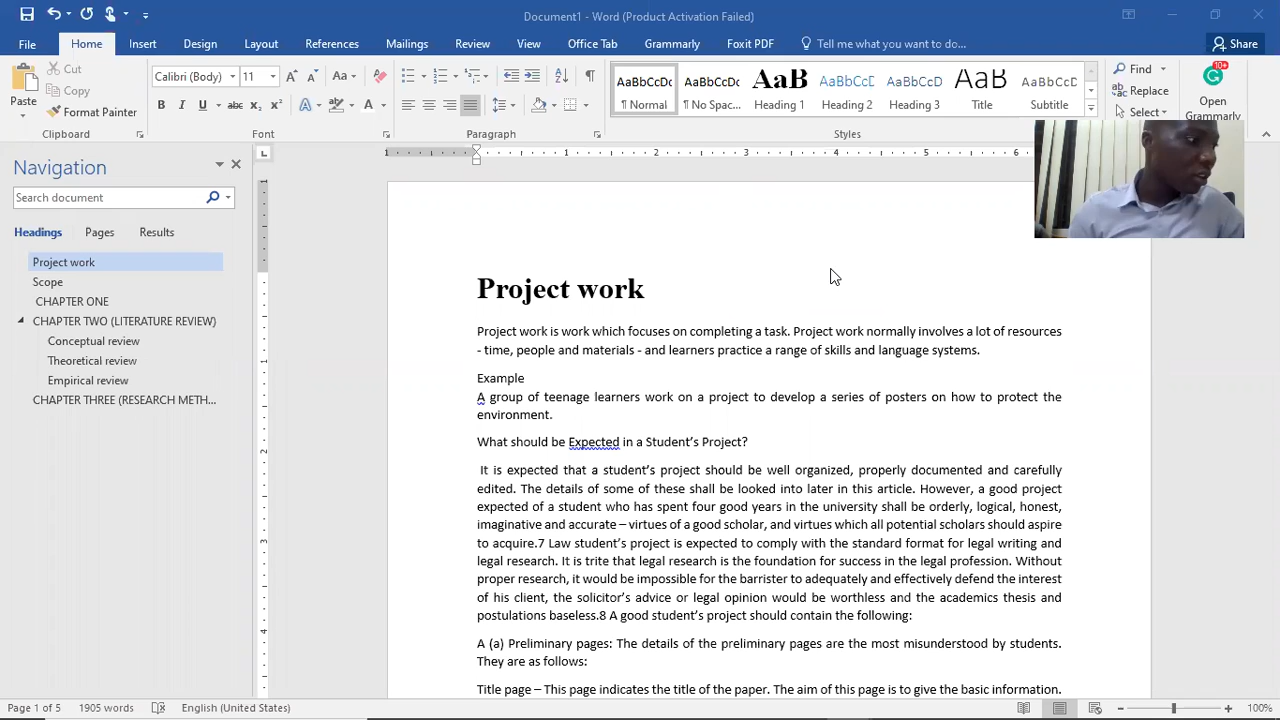 Document1 - Word (Product Activation Failed)
File Home Insert Design Layout References Mailings Review View Office Tab Grammarly Foxit PDF Tell me what you want to do... Share
Paste
Cut
Copy
Format Painter
Clipboard
Calibri (Body) 11
Font
Paragraph
AaBbCcDc AaBbCcDc AaB AaBbCcD AaBbCcD AaB AaBbCcD
¶ Normal ¶ No Spac... Heading 1 Heading 2 Heading 3 Title Subtitle
Styles
Find
Replace
Select
10+
Open
Grammarly
Navigation
Search document
Headings Pages Results
Project work
Scope
CHAPTER ONE
CHAPTER TWO (LITERATURE REVIEW)
Conceptual review
Theoretical review
Empirical review
CHAPTER THREE (RESEARCH METH...
1 1 2 3 4 5 6
1
1
2
3
4
Project work
Project work is work which focuses on completing a task. Project work normally involves a lot of resources
- time, people and materials - and learners practice a range of skills and language systems.
Example
A group of teenage learners work on a project to develop a series of posters on how to protect the
environment.
What should be Expected in a Student’s Project?
It is expected that a student’s project should be well organized, properly documented and carefully
edited. The details of some of these shall be looked into later in this article. However, a good project
expected of a student who has spent four good years in the university shall be orderly, logical, honest,
imaginative and accurate – virtues of a good scholar, and virtues which all potential scholars should aspire
to acquire.7 Law student’s project is expected to comply with the standard format for legal writing and
legal research. It is trite that legal research is the foundation for success in the legal profession. Without
proper research, it would be impossible for the barrister to adequately and effectively defend the interest
of his client, the solicitor’s advice or legal opinion would be worthless and the academics thesis and
postulations baseless.8 A good student’s project should contain the following:
A (a) Preliminary pages: The details of the preliminary pages are the most misunderstood by students.
They are as follows:
Title page – This page indicates the title of the paper. The aim of this page is to give the basic information.
Page 1 of 5 1905 words English (United States) 100%